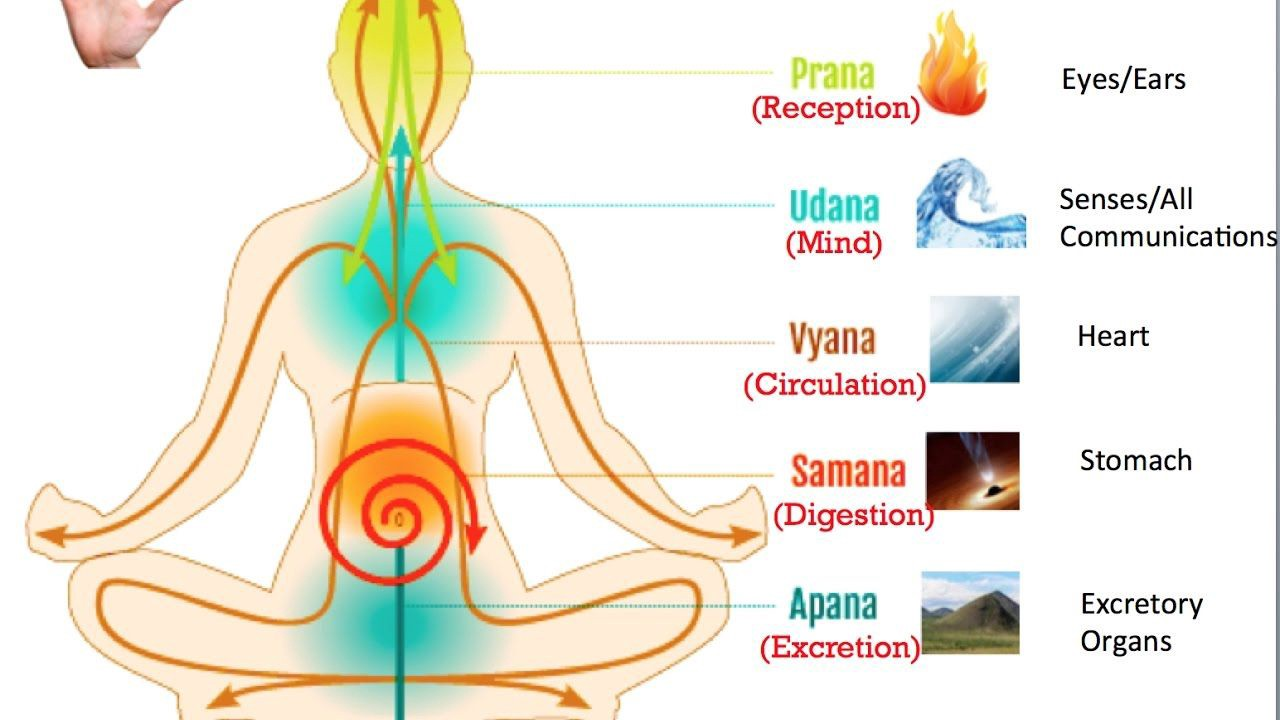 Prana
(Reception)
Eyes/Ears
Udana
(Mind)
Senses/All
Communications
Vyana
(Circulation)
Heart
Samana
(Digestion)
Stomach
Apana
(Excretion)
Excretory
Organs